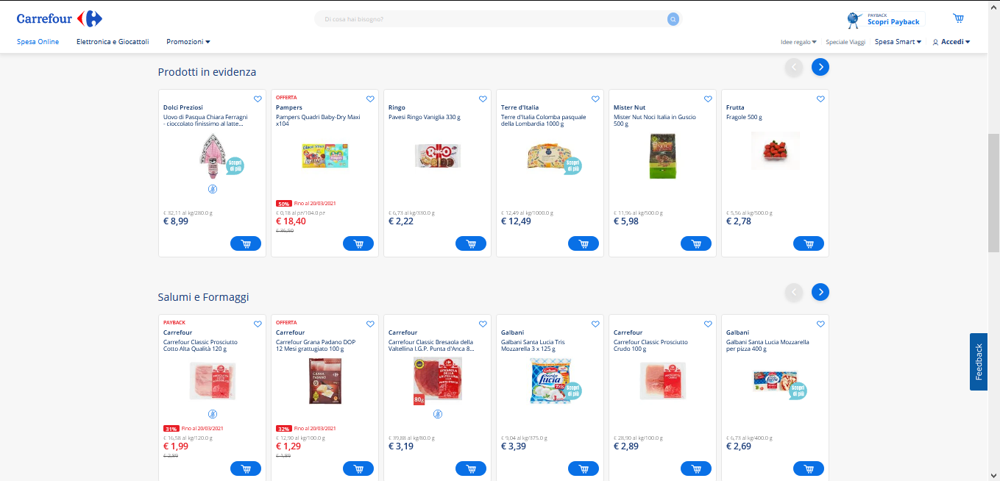 Carrefour
Di cosa hai bisogno?
PAYBACK
Scopri Payback
Spesa Online
Elettronica e Giocattoli
Promozioni
Idee regalo
Speciale Viaggi
Spesa Smart
Accedi
Prodotti in evidenza
Dolci Preziosi
Uovo di Pasqua Chiara Ferragni
- cioccolato finissimo al latte...
Scopri
di più
€ 32,11 al kg/280.0 g
€ 8,99
OFFERTA
Pampers
Pampers Quadri Baby-Dry Maxi
x104
50% Fino al 20/03/2021
€ 0,18 al pz/104.0 pz
€ 18,40
€ 36,80
Ringo
Pavesi Ringo Vaniglia 330 g
RINGO
€ 6,73 al kg/330.0 g
€ 2,22
Terre d'Italia
Terre d'Italia Colomba pasquale
della Lombardia 1000 g
Scopri
di più
€ 12,49 al kg/1000.0 g
€ 12,49
Mister Nut
Mister Nut Noci Italia in Guscio
500 g
€ 11,96 al kg/500.0 g
€ 5,98
Frutta
Fragole 500 g
€ 5,56 al kg/500.0 g
€ 2,78
Salumi e Formaggi
PAYBACK
Carrefour
Carrefour Classic Prosciutto
Cotto Alta Qualità 120 g
31% Fino al 20/03/2021
€ 16,58 al kg/120.0 g
€ 1,99
€ 2,89
OFFERTA
Carrefour
Carrefour Grana Padano DOP
12 Mesi grattugiato 100 g
GRANA
PADANO
32% Fino al 20/03/2021
€ 12,90 al kg/100.0 g
€ 1,29
€ 1,89
Carrefour
Carrefour Classic Bresaola della
Valtellina I.G.P. Punta d'Anca 8...
BRESAOLA
DELLA
VALTELLINA
80g
€ 39,88 al kg/80.0 g
€ 3,19
Galbani
Galbani Santa Lucia Tris
Mozzarella 3 x 125 g
Galbani
Santa
Lucia
TRIS
Scopri
di più
€ 9,04 al kg/375.0 g
€ 3,39
Carrefour
Carrefour Classic Prosciutto
Crudo 100 g
€ 28,90 al kg/100.0 g
€ 2,89
Galbani
Galbani Santa Lucia Mozzarella
per pizza 400 g
Lucia
Scopri
di più
€ 6,73 al kg/400.0 g
€ 2,69
Feedback